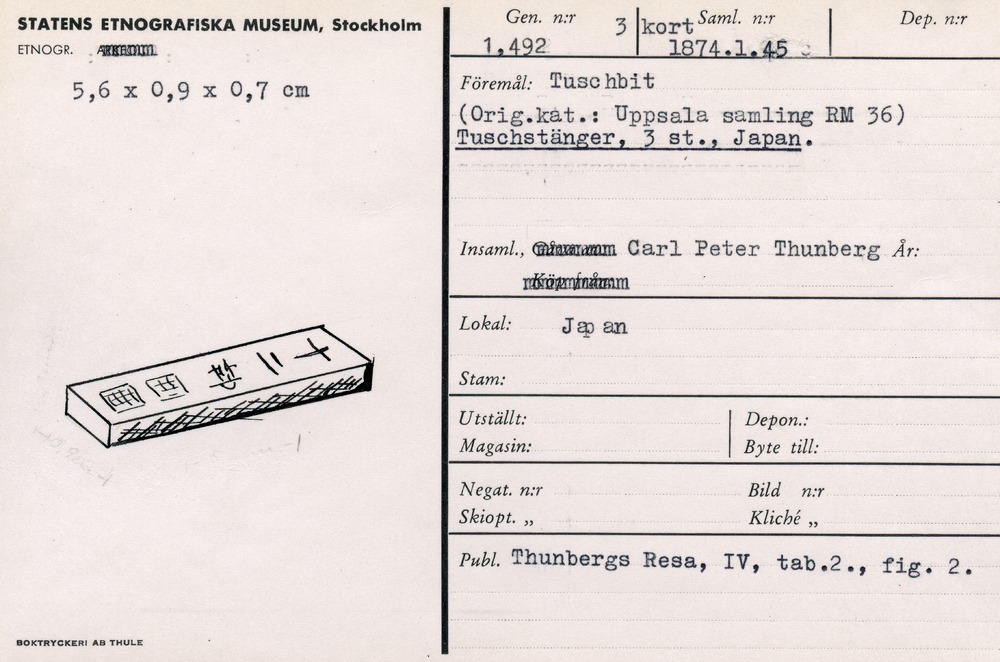 STATENS ETNOGRAFISKA MUSEUM, Stockholm
ETNOGR.
5,6 x 0,9 x 0,7 cm
BOKTRYCKERI AB THULE
Gen. n:r 3 kort Saml. n:r Dep. n:r
1,492 1874.1.45
Föremål: Tuschbit
(Orig.kat.: Uppsala samling RM 36)
Tuschstänger, 3 st., Japan.
Insaml., Carl Peter Thunberg År:
Lokal: Japan
Stam:
Utställt: Depon.:
Magasin: Byte till:
Negat. n:r Bild n:r
Skiopt. „ Kliché „
Publ. Thunbergs Resa, IV, tab.2., fig. 2.